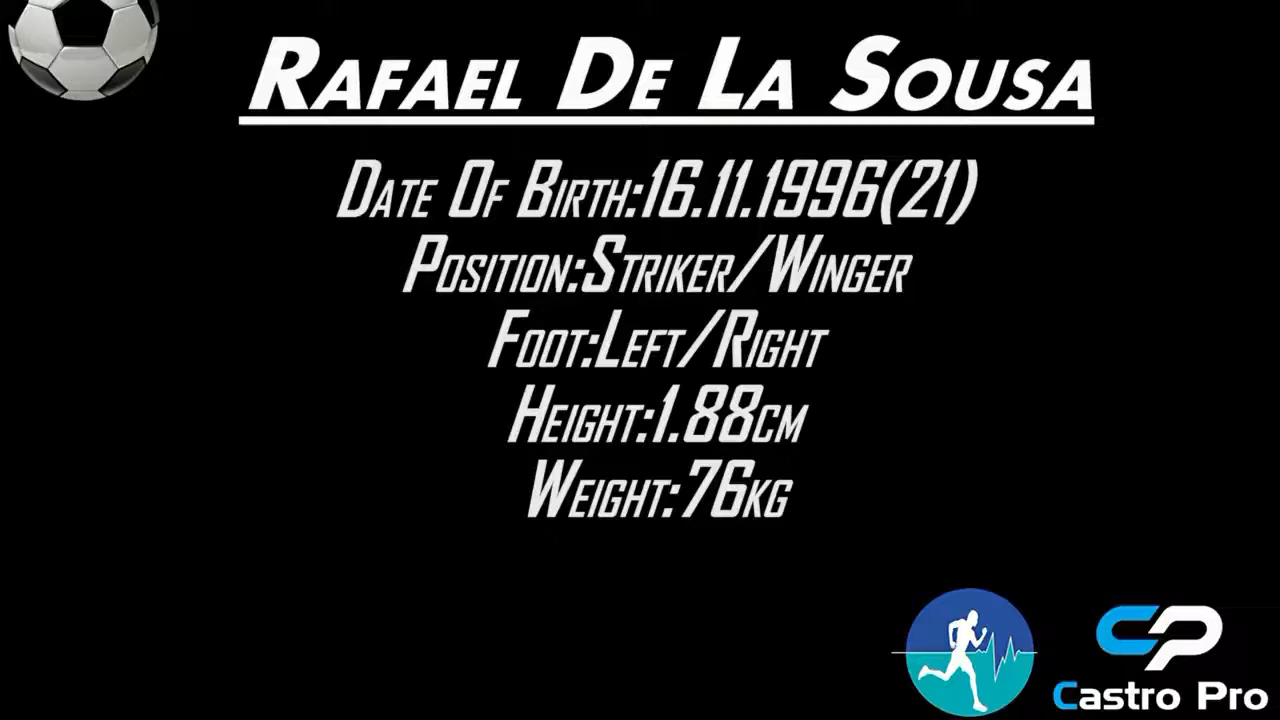 Rafael De La Sousa
Date Of Birth:16.11.1996(21)
Position:Striker/Winger
Foot:Left/Right
Height:1.88cm
Weight:76kg
CP
Castro Pro